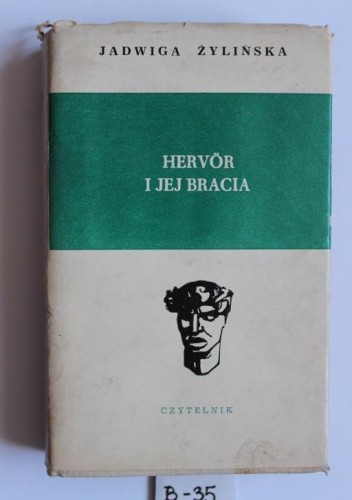 JADWIGA ŻYLIŃSKA
HERVÖR
I JEJ BRACIA
CZYTELNIK
B-35